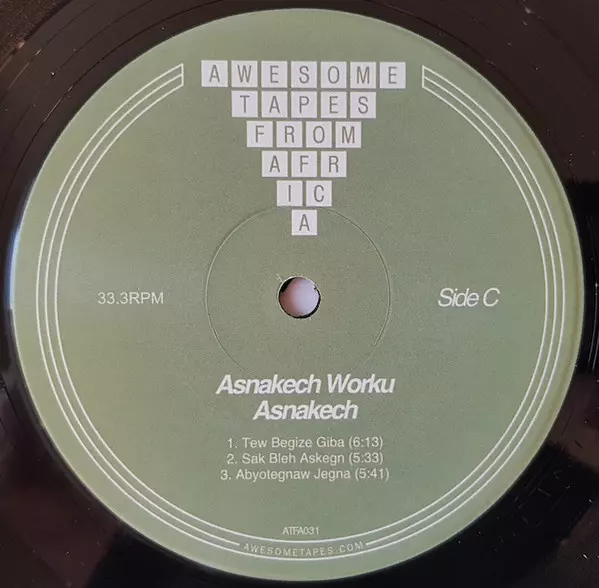 AWESOME
TAPES
FROM
AFR
IC
A
33.3RPM
Side C
Asnakech Worku
Asnakech
1. Tew Begize Giba (6:13)
2. Sak Bleh Askegn (5:33)
3. Abyotegnaw Jegna (5:41)
ATFA031
AWESOMETAPES.COM